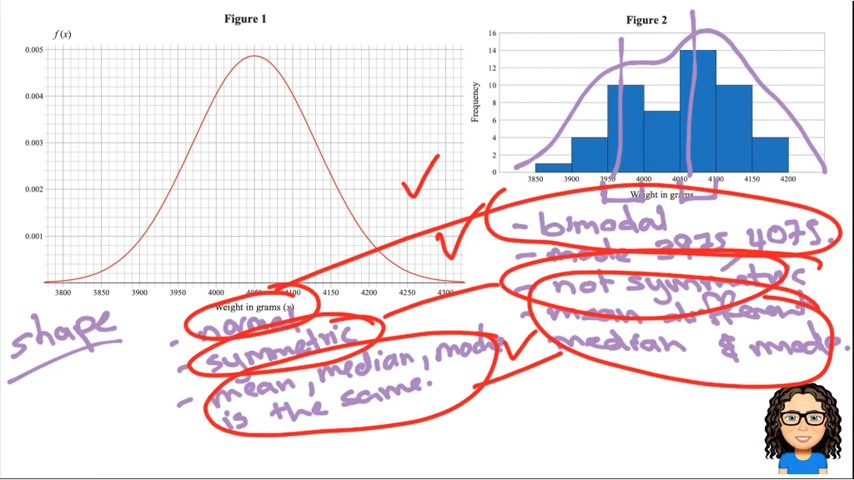 Figure 1
f(x)
0.005
0.004
0.003
0.002
0.001
3800 3850 3900 3950 4000 4050 4100 4150 4200 4250 4300
Weight in grams (x)
Figure 2
Frequency
16
14
12
10
8
6
4
2
0
3850 3900 3950 4000 4050 4100 4150 4200
Weight in grams
shape
- normal
- symmetric
- mean, median, mode
is the same.
- bimodal
- mode 3975, 4075.
- not symmetric
- mean different
median & mode.